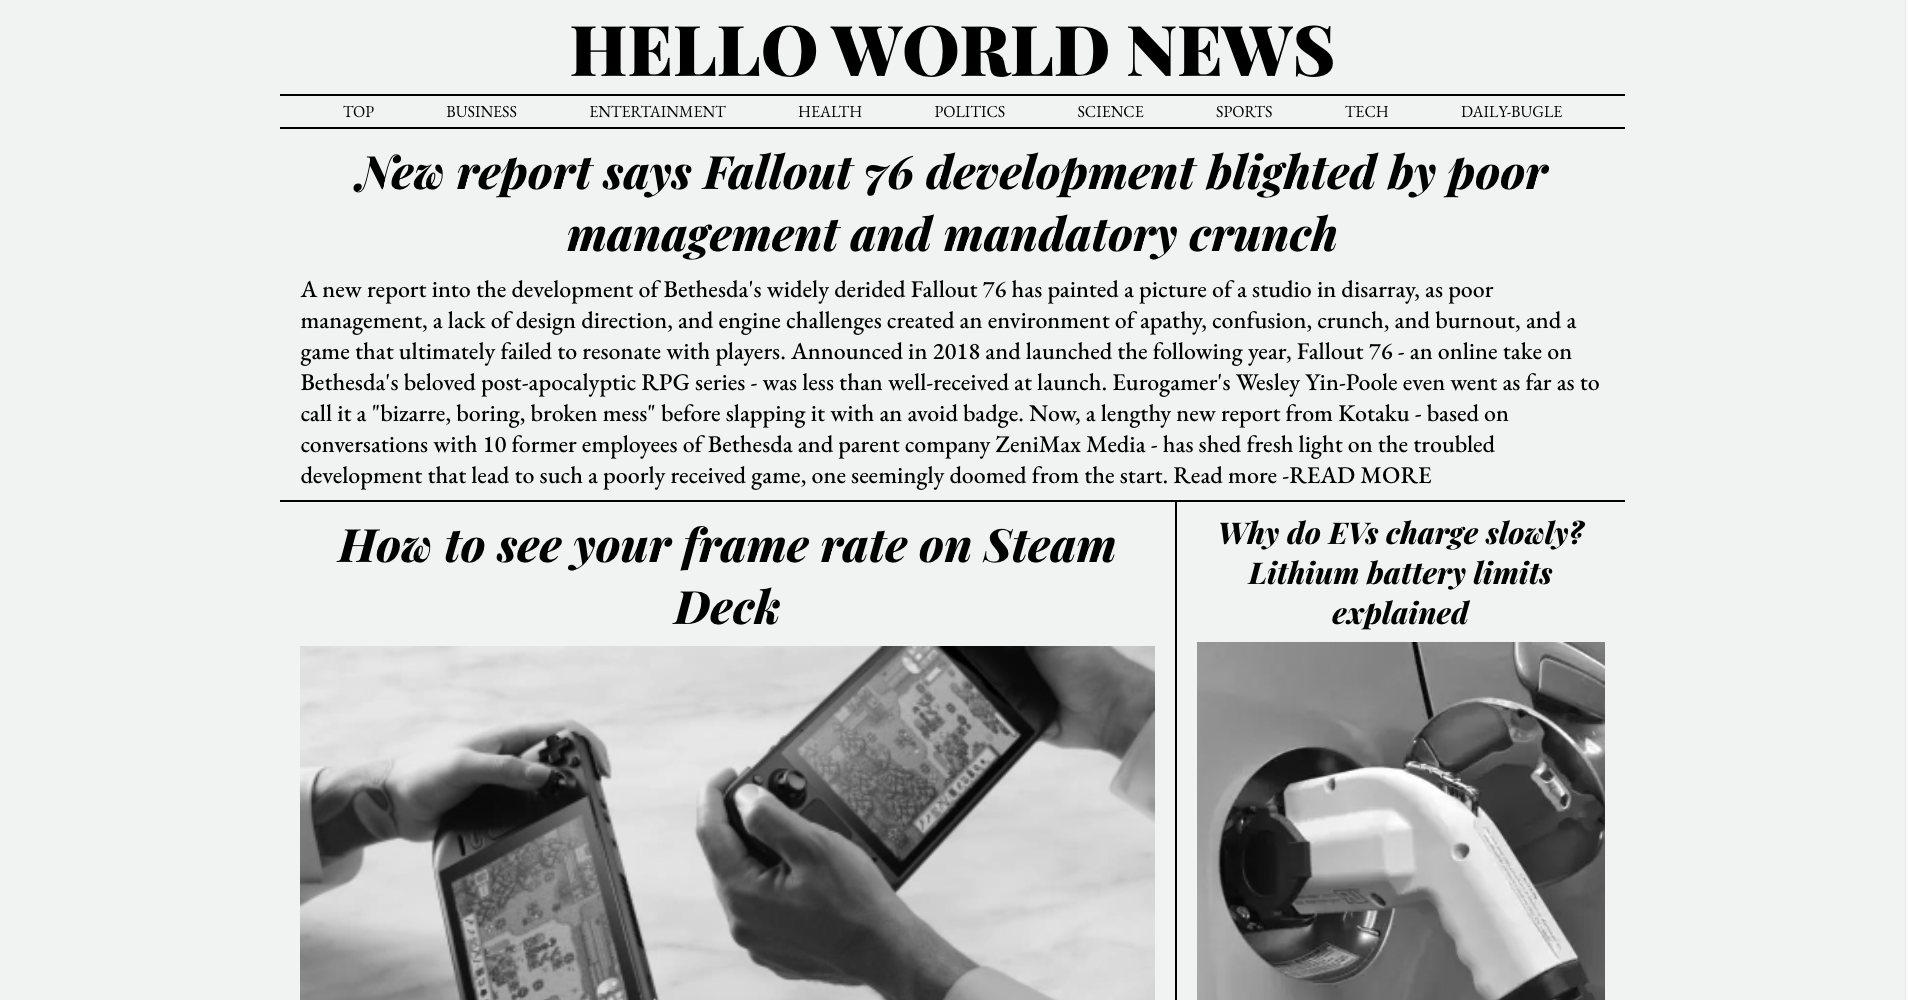 HELLO WORLD NEWS
TOP BUSINESS ENTERTAINMENT HEALTH POLITICS SCIENCE SPORTS TECH DAILY-BUGLE
New report says Fallout 76 development blighted by poor
management and mandatory crunch
A new report into the development of Bethesda's widely derided Fallout 76 has painted a picture of a studio in disarray, as poor
management, a lack of design direction, and engine challenges created an environment of apathy, confusion, crunch, and burnout, and a
game that ultimately failed to resonate with players. Announced in 2018 and launched the following year, Fallout 76 - an online take on
Bethesda's beloved post-apocalyptic RPG series - was less than well-received at launch. Eurogamer's Wesley Yin-Poole even went as far as to
call it a "bizarre, boring, broken mess" before slapping it with an avoid badge. Now, a lengthy new report from Kotaku - based on
conversations with 10 former employees of Bethesda and parent company ZeniMax Media - has shed fresh light on the troubled
development that lead to such a poorly received game, one seemingly doomed from the start. Read more -READ MORE
How to see your frame rate on Steam
Deck
Why do EVs charge slowly?
Lithium battery limits
explained